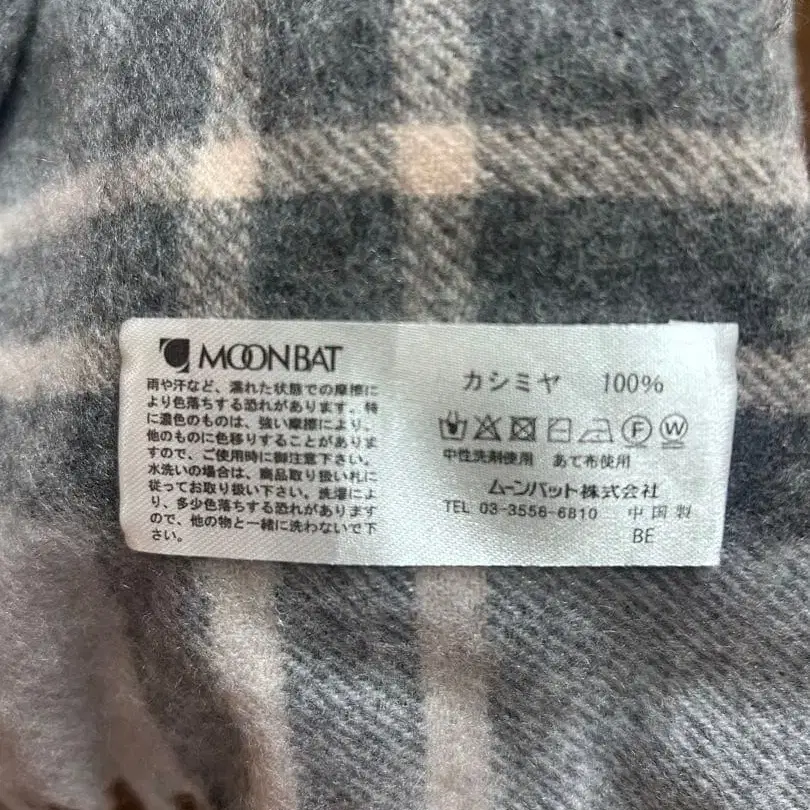 MOONBAT
雨や汗など、濡れた状態での摩擦に
より色落ちする恐れがあります。特
に濃色のものは、強い摩擦により、
他のものに色移りすることがありま
すので、ご使用時に御注意下さい。
水洗いの場合は、商品取り扱い札に
従ってお取り扱い下さい。洗濯によ
り、多少色落ちする恐れがあります
ので、他の物と一緒に洗わないで下
さい。
カシミヤ 100%
F W
中性洗剤使用 あて布使用
ムーンバット株式会社
TEL 03-3556-6810 中国製
BE